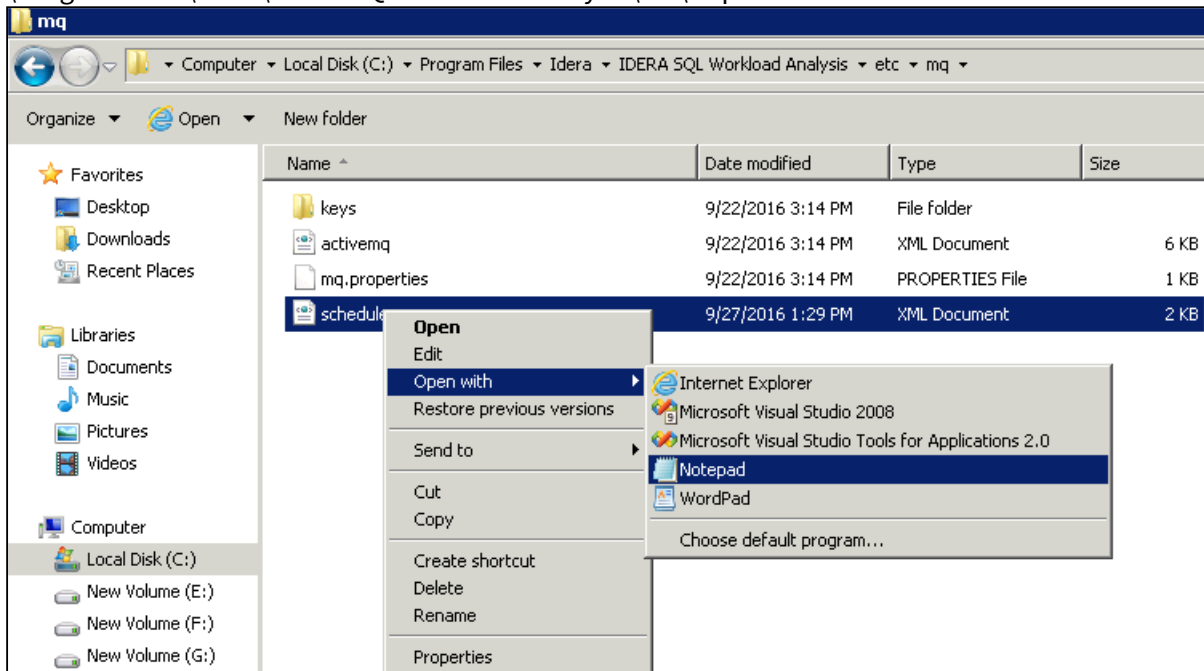 mq
Computer Local Disk (C:) Program Files Idera IDERA SQL Workload Analysis etc mq
Organize Open New folder
Name Date modified Type Size
Favorites
Desktop
Downloads
Recent Places
Libraries
Documents
Music
Pictures
Videos
Computer
Local Disk (C:)
New Volume (E:)
New Volume (F:)
New Volume (G:)
keys 9/22/2016 3:14 PM File folder
activemq 9/22/2016 3:14 PM XML Document 6 KB
mq.properties 9/22/2016 3:14 PM PROPERTIES File 1 KB
schedule 9/27/2016 1:29 PM XML Document 2 KB
Open
Edit
Open with
Restore previous versions
Send to
Cut
Copy
Create shortcut
Delete
Rename
Properties
Internet Explorer
Microsoft Visual Studio 2008
Microsoft Visual Studio Tools for Applications 2.0
Notepad
WordPad
Choose default program...